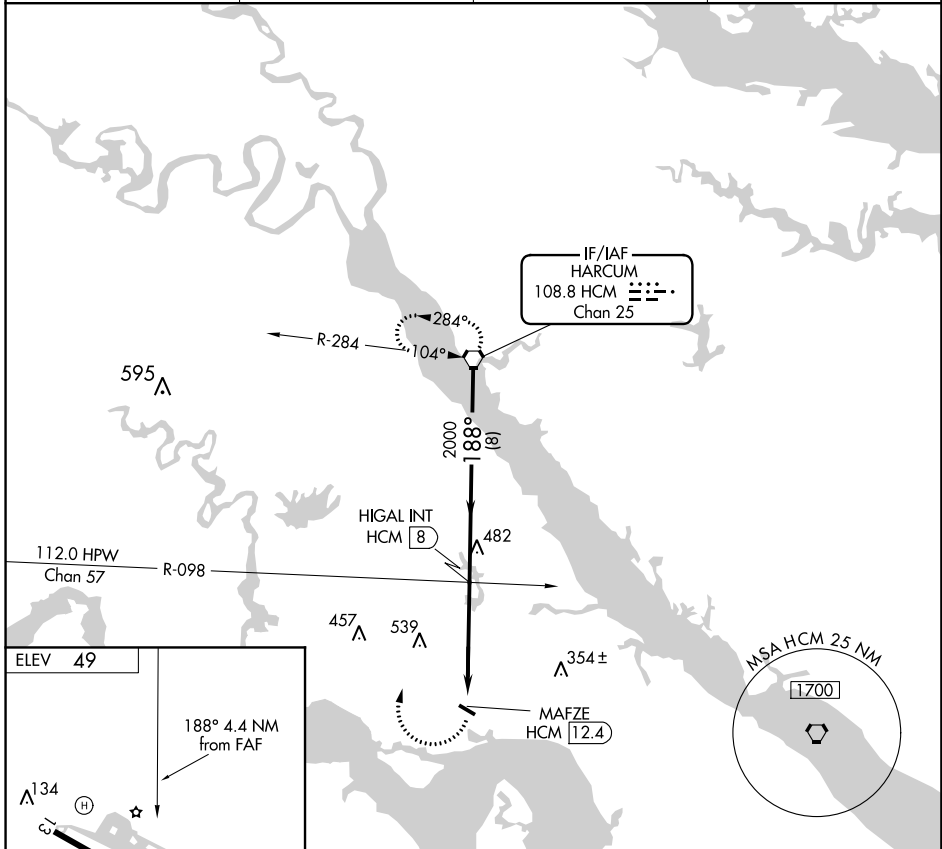 IF/IAF
HARCUM
108.8 HCM
Chan 25
R-284
284°
104°
595
2000
188°
(8)
HIGAL INT
HCM 8
482
112.0 HPW
Chan 57
R-098
457
539
354±
MAFZE
HCM 12.4
MSA HCM 25 NM
1700
ELEV 49
188° 4.4 NM
from FAF
134
H
13